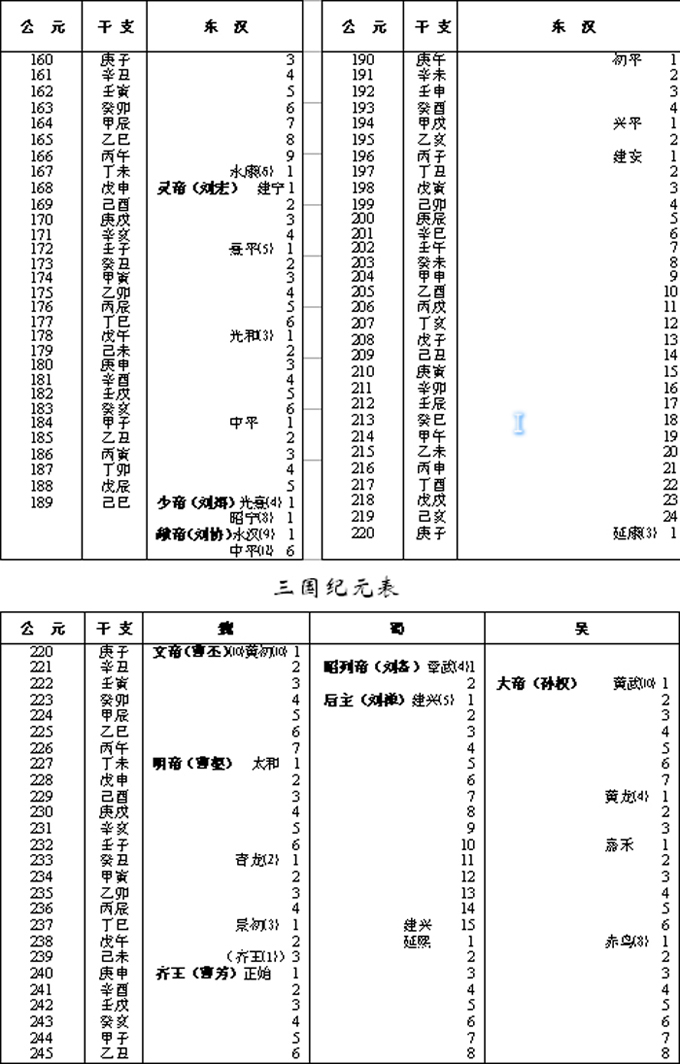 公 元 干 支 东 汉
160 庚子 3
161 辛丑 4
162 壬寅 5
163 癸卯 6
164 甲辰 7
165 乙巳 8
166 丙午 9
167 丁未 永康(6) 1
168 戊申 灵帝（刘宏） 建宁 1
169 己酉 2
170 庚戌 3
171 辛亥 4
172 壬子 熹平(5) 1
173 癸丑 2
174 甲寅 3
175 乙卯 4
176 丙辰 5
177 丁巳 6
178 戊午 光和(3) 1
179 己未 2
180 庚申 3
181 辛酉 4
182 壬戌 5
183 癸亥 6
184 甲子 中平 1
185 乙丑 2
186 丙寅 3
187 丁卯 4
188 戊辰 5
189 己巳 少帝（刘辩）光熹(4) 1
昭宁(8) 1
献帝（刘协）永汉(9) 1
中平(12) 6
公 元 干 支 东 汉
190 庚午 初平 1
191 辛未 2
192 壬申 3
193 癸酉 4
194 甲戌 兴平 1
195 乙亥 2
196 丙子 建安 1
197 丁丑 2
198 戊寅 3
199 己卯 4
200 庚辰 5
201 辛巳 6
202 壬午 7
203 癸未 8
204 甲申 9
205 乙酉 10
206 丙戌 11
207 丁亥 12
208 戊子 13
209 己丑 14
210 庚寅 15
211 辛卯 16
212 壬辰 17
213 癸巳 18
214 甲午 19
215 乙未 20
216 丙申 21
217 丁酉 22
218 戊戌 23
219 己亥 24
220 庚子 延康(3) 1
三国纪元表
公 元 干 支 魏 蜀 吴
220 庚子 文帝（曹丕）(10)黄初(10) 1
221 辛丑 2 昭列帝（刘备）章武(4)1
222 壬寅 3 2 大帝（孙权） 黄武(10) 1
223 癸卯 4 后主（刘禅）建兴(5) 1 2
224 甲辰 5 2 3
225 乙巳 6 3 4
226 丙午 7 4 5
227 丁未 明帝（曹叡） 太和 1 5 6
228 戊申 2 6 7
229 己酉 3 7 黄龙(4) 1
230 庚戌 4 8 2
231 辛亥 5 9 3
232 壬子 6 10 嘉禾 1
233 癸丑 青龙(2) 1 11 2
234 甲寅 2 12 3
235 乙卯 3 13 4
236 丙辰 4 14 5
237 丁巳 景初(3) 1 建兴 15 6
238 戊午 2 延熙 1 赤乌(8) 1
239 己未 (齐王(1)) 3 2 2
240 庚申 齐王（曹芳）正始 1 3 3
241 辛酉 2 4 4
242 壬戌 3 5 5
243 癸亥 4 6 6
244 甲子 5 7 7
245 乙丑 6 8 8